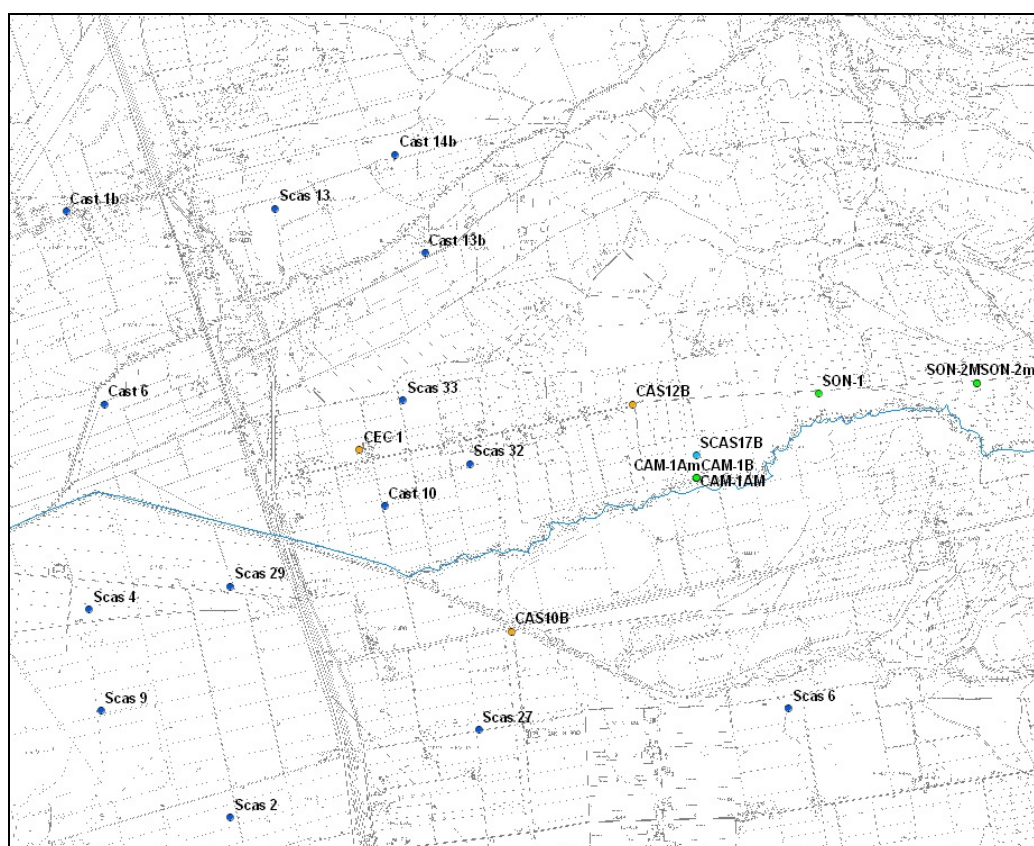 Cast 14b
Cast 1b
Scas 13
Cast 13b
Cast 6
Scas 33
CAS12B
SON-1
SON-2MSON-2m
CEC 1
Scas 32
SCAS17B
CAM-1AmCAM-1B
CAM-1AM
Cast 10
Scas 29
Scas 4
CAS10B
Scas 9
Scas 27
Scas 6
Scas 2